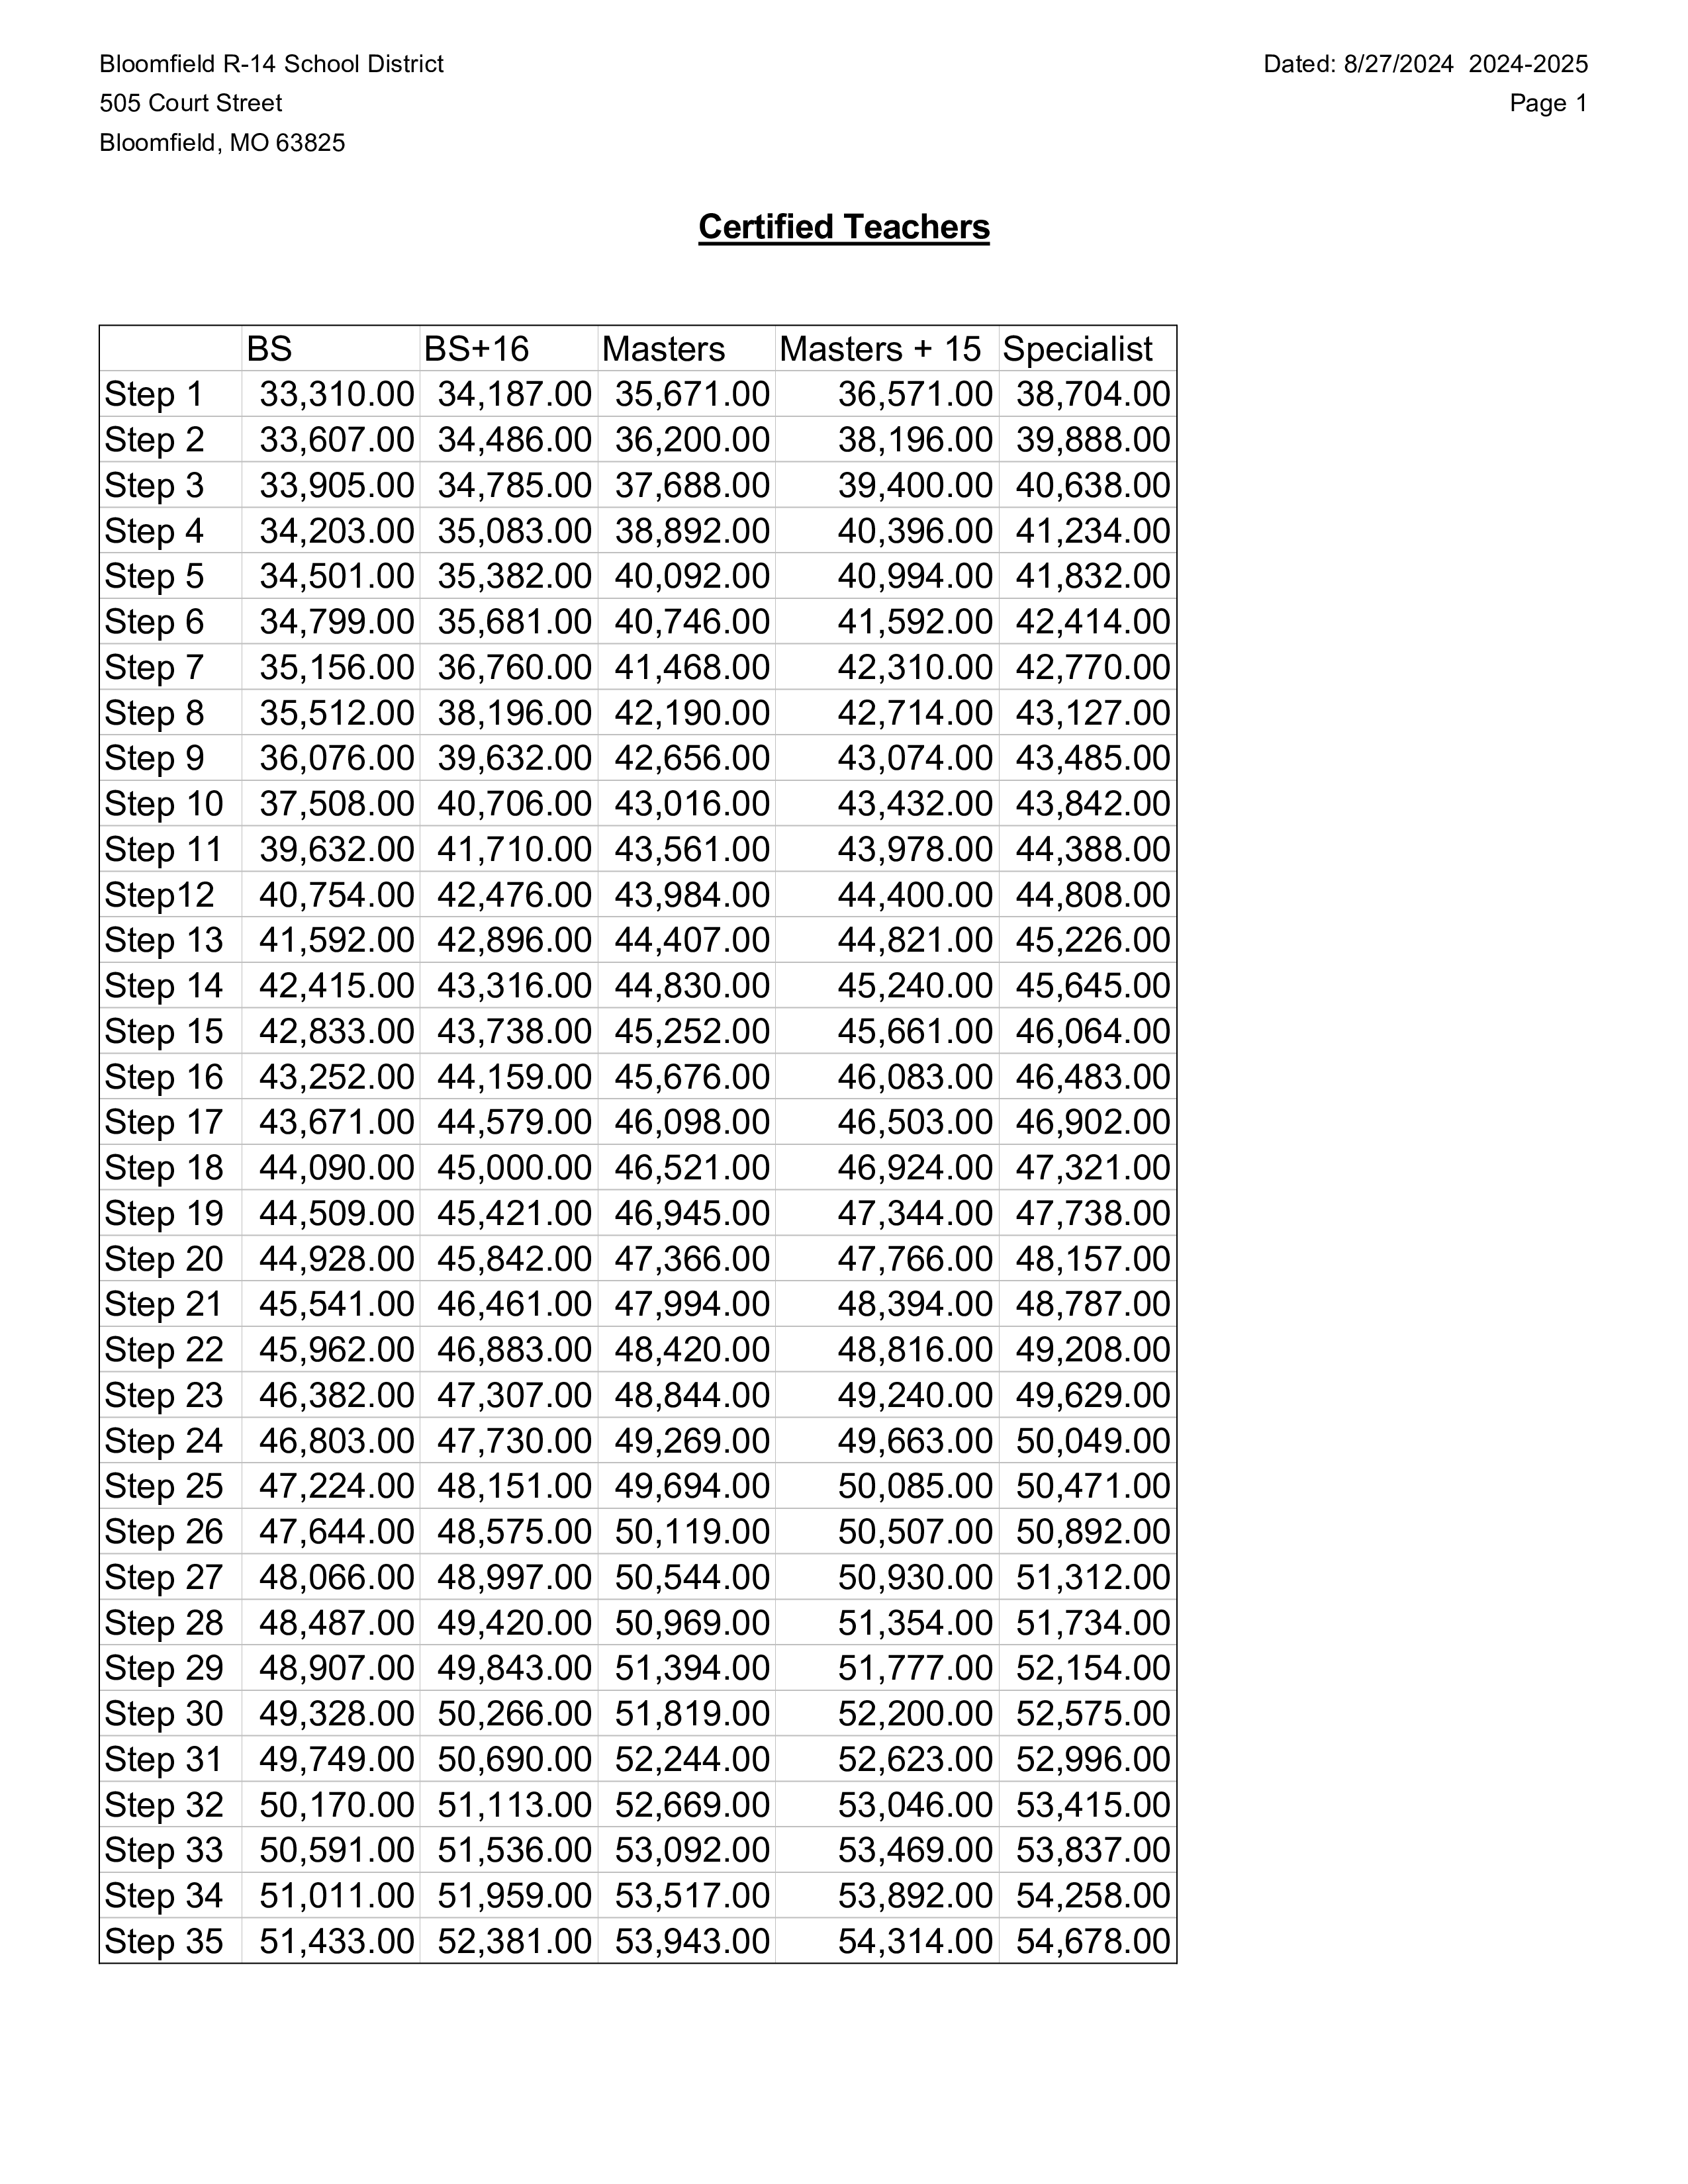 Bloomfield R-14 School District
505 Court Street
Bloomfield, MO 63825
Dated: 8/27/2024 2024-2025
Page 1
Certified Teachers
BS BS+16 Masters Masters + 15 Specialist
Step 1 33,310.00 34,187.00 35,671.00 36,571.00 38,704.00
Step 2 33,607.00 34,486.00 36,200.00 38,196.00 39,888.00
Step 3 33,905.00 34,785.00 37,688.00 39,400.00 40,638.00
Step 4 34,203.00 35,083.00 38,892.00 40,396.00 41,234.00
Step 5 34,501.00 35,382.00 40,092.00 40,994.00 41,832.00
Step 6 34,799.00 35,681.00 40,746.00 41,592.00 42,414.00
Step 7 35,156.00 36,760.00 41,468.00 42,310.00 42,770.00
Step 8 35,512.00 38,196.00 42,190.00 42,714.00 43,127.00
Step 9 36,076.00 39,632.00 42,656.00 43,074.00 43,485.00
Step 10 37,508.00 40,706.00 43,016.00 43,432.00 43,842.00
Step 11 39,632.00 41,710.00 43,561.00 43,978.00 44,388.00
Step12 40,754.00 42,476.00 43,984.00 44,400.00 44,808.00
Step 13 41,592.00 42,896.00 44,407.00 44,821.00 45,226.00
Step 14 42,415.00 43,316.00 44,830.00 45,240.00 45,645.00
Step 15 42,833.00 43,738.00 45,252.00 45,661.00 46,064.00
Step 16 43,252.00 44,159.00 45,676.00 46,083.00 46,483.00
Step 17 43,671.00 44,579.00 46,098.00 46,503.00 46,902.00
Step 18 44,090.00 45,000.00 46,521.00 46,924.00 47,321.00
Step 19 44,509.00 45,421.00 46,945.00 47,344.00 47,738.00
Step 20 44,928.00 45,842.00 47,366.00 47,766.00 48,157.00
Step 21 45,541.00 46,461.00 47,994.00 48,394.00 48,787.00
Step 22 45,962.00 46,883.00 48,420.00 48,816.00 49,208.00
Step 23 46,382.00 47,307.00 48,844.00 49,240.00 49,629.00
Step 24 46,803.00 47,730.00 49,269.00 49,663.00 50,049.00
Step 25 47,224.00 48,151.00 49,694.00 50,085.00 50,471.00
Step 26 47,644.00 48,575.00 50,119.00 50,507.00 50,892.00
Step 27 48,066.00 48,997.00 50,544.00 50,930.00 51,312.00
Step 28 48,487.00 49,420.00 50,969.00 51,354.00 51,734.00
Step 29 48,907.00 49,843.00 51,394.00 51,777.00 52,154.00
Step 30 49,328.00 50,266.00 51,819.00 52,200.00 52,575.00
Step 31 49,749.00 50,690.00 52,244.00 52,623.00 52,996.00
Step 32 50,170.00 51,113.00 52,669.00 53,046.00 53,415.00
Step 33 50,591.00 51,536.00 53,092.00 53,469.00 53,837.00
Step 34 51,011.00 51,959.00 53,517.00 53,892.00 54,258.00
Step 35 51,433.00 52,381.00 53,943.00 54,314.00 54,678.00